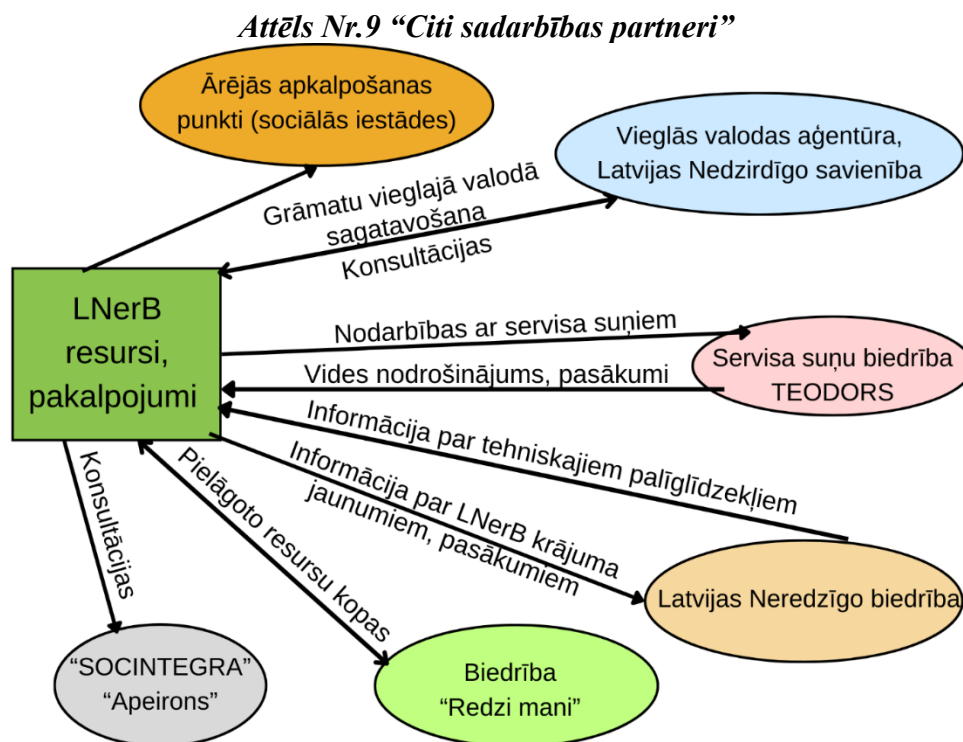 Attēls Nr.9 “Citi sadarbības partneri”
Ārējās apkalpošanas
punkti (sociālās iestādes)
Vieglās valodas aģentūra,
Latvijas Nedzirdīgo savienība
Grāmatu vieglajā valodā
sagatavošana
Konsultācijas
LNerB
resursi,
pakalpojumi
Nodarbības ar servisa suņiem
Servisa suņu biedrība
TEODORS
Vides nodrošinājums, pasākumi
Informācija par tehniskajiem palīglīdzekļiem
Informācija par LNerB krājuma
jaunumiem, pasākumiem
Pielāgoto resursu kopas
Konsultācijas
Latvijas Neredzīgo biedrība
“SOCINTEGRA”
“Apeirons”
Biedrība
“Redzi mani”